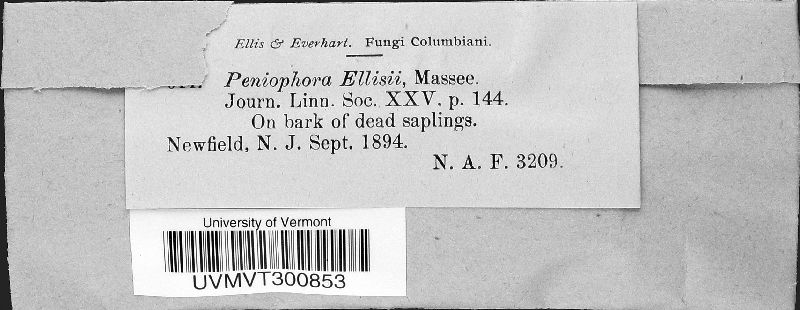 Ellis & Everhart. Fungi Columbiani.
Peniophora Ellisii, Massee.
Journ. Linn. Soc. XXV. p. 144.
On bark of dead saplings.
Newfield, N. J. Sept. 1894.
N. A. F. 3209.
University of Vermont
UVMVT300853